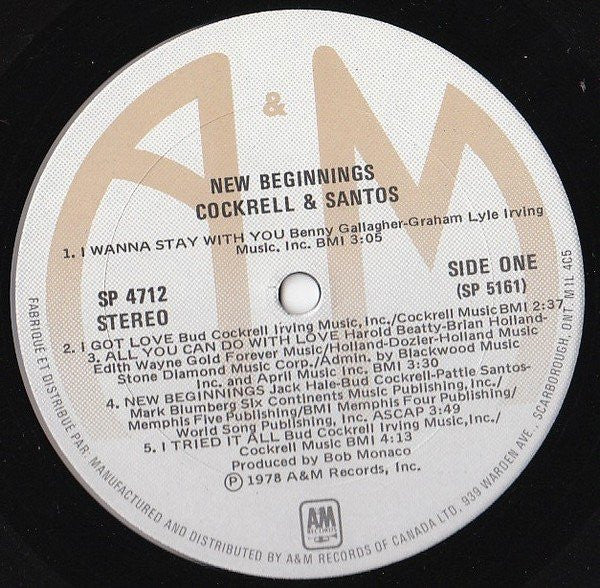 &
NEW BEGINNINGS
COCKRELL & SANTOS
1. I WANNA STAY WITH YOU Benny Gallagher-Graham Lyle Irving
Music, Inc. BMI 3:05
SP 4712
STEREO
SIDE ONE
(SP 5161)
2. I GOT LOVE Bud Cockrell Irving Music, Inc./Cockrell Music BMI 2:37
3. ALL YOU CAN DO WITH LOVE Harold Beatty-Brian Holland-
Edith Wayne Gold Forever Music/Holland-Dozier-Holland Music
Stone Diamond Music Corp./Admin. by Blackwood Music
Inc. and April Music Inc. BMI 3:30
4. NEW BEGINNINGS Jack Hale-Bud Cockrell-Pattie Santos-
Mark Blumberg Six Continents Music Publishing, Inc./
Memphis Five Publishing/BMI Memphis Four Publishing/
World Song Publishing, Inc. ASCAP 3:49
5. I TRIED IT ALL Bud Cockrell Irving Music, Inc./
Cockrell Music BMI 4:13
Produced by Bob Monaco
Ⓟ 1978 A&M Records, Inc.
A&M
RECORDS
FABRIQUÉ ET DISTRIBUÉ PAR: MANUFACTURED AND DISTRIBUTED BY A&M RECORDS OF CANADA LTD. 939 WARDEN AVE. SCARBOROUGH, ONT. M1L 4C5